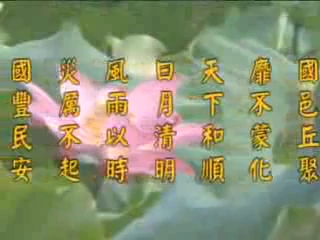 國邑丘聚
靡不蒙化
天下和順
日月清明
風雨以時
災厲不起
國豐民安